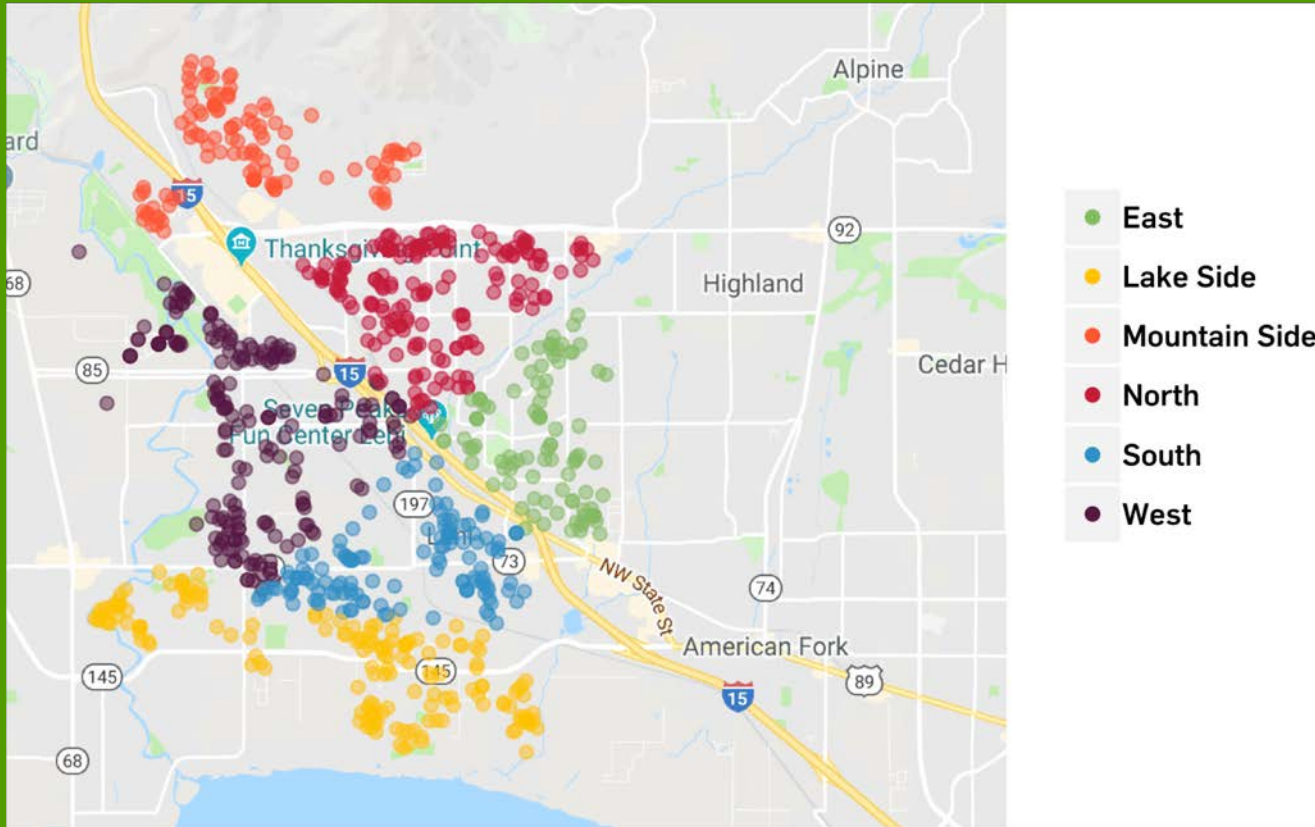 Alpine
ard
15
92
Thanksgiving Point
68
Highland
85
15
Cedar H
Seven Peaks
Fun Center Lehi
197
Lehi
73
NW State St
74
American Fork
145
145
89
15
68
East
Lake Side
Mountain Side
North
South
West